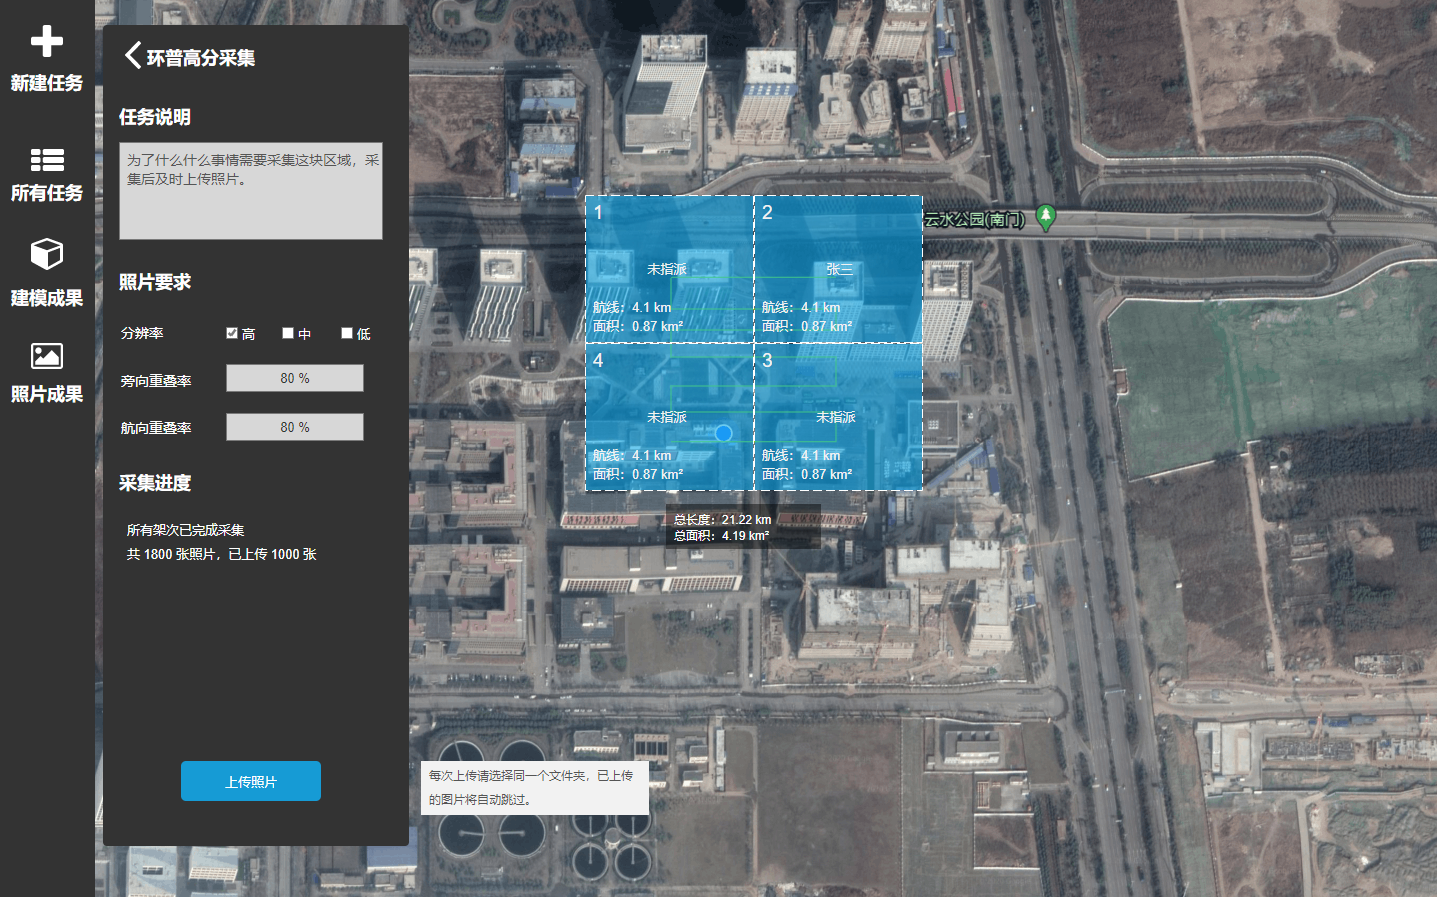 新建任务
所有任务
建模成果
照片成果
环普高分采集
任务说明
为了什么什么事情需要采集这块区域，采
集后及时上传照片。
照片要求
分辨率
高
中
低
旁向重叠率
80 %
航向重叠率
80 %
采集进度
所有架次已完成采集
共 1800 张照片，已上传 1000 张
上传照片
每次上传请选择同一个文件夹，已上传
的图片将自动跳过。
1
未指派
航线：4.1 km
面积：0.87 km²
2
张三
航线：4.1 km
面积：0.87 km²
云水公园(南门)
4
未指派
航线：4.1 km
面积：0.87 km²
3
未指派
航线：4.1 km
面积：0.87 km²
总长度：21.22 km
总面积：4.19 km²